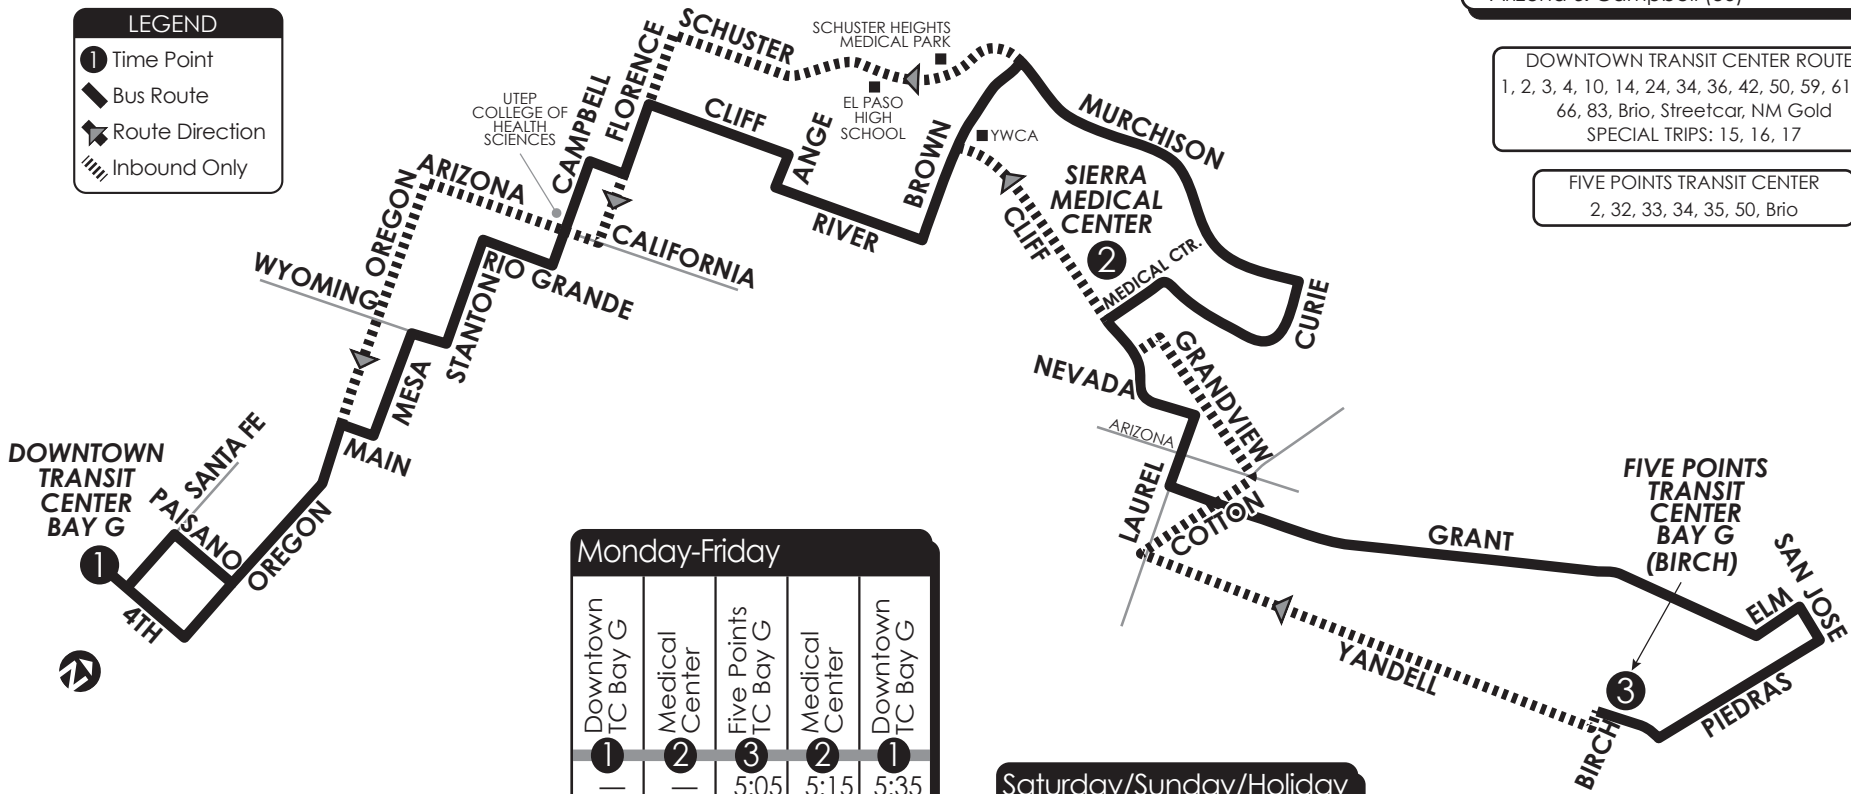 LEGEND
1 Time Point
Bus Route
Route Direction
Inbound Only
DOWNTOWN TRANSIT CENTER ROUTE
1, 2, 3, 4, 10, 14, 24, 34, 36, 42, 50, 59, 61
66, 83, Brio, Streetcar, NM Gold
SPECIAL TRIPS: 15, 16, 17
FIVE POINTS TRANSIT CENTER
2, 32, 33, 34, 35, 50, Brio
SCHUSTER
SCHUSTER HEIGHTS
MEDICAL PARK
FLORENCE
CAMPBELL
CLIFF
ANGE
EL PASO
HIGH
SCHOOL
BROWN
YWCA
MURCHISON
UTEP
COLLEGE OF
HEALTH
SCIENCES
ARIZONA
OREGON
CALIFORNIA
RIVER
SIERRA
MEDICAL
CENTER
2
CLIFF
MEDICAL CTR.
CURIE
WYOMING
RIO GRANDE
STANTON
MESA
MAIN
NEVADA
GRANDVIEW
ARIZONA
LAUREL
COTTON
GRANT
DOWNTOWN
TRANSIT
CENTER
BAY G
1
SANTA FE
PAISANO
OREGON
4TH
N
FIVE POINTS
TRANSIT
CENTER
BAY G
(BIRCH)
SAN JOSE
ELM
YANDELL
3
PIEDRAS
BIRCH
Monday-Friday
Downtown
TC Bay G
Medical
Center
Five Points
TC Bay G
Medical
Center
Downtown
TC Bay G
1 2 3 2 1
— — 5:05 5:15 5:35
Saturday/Sunday/Holiday